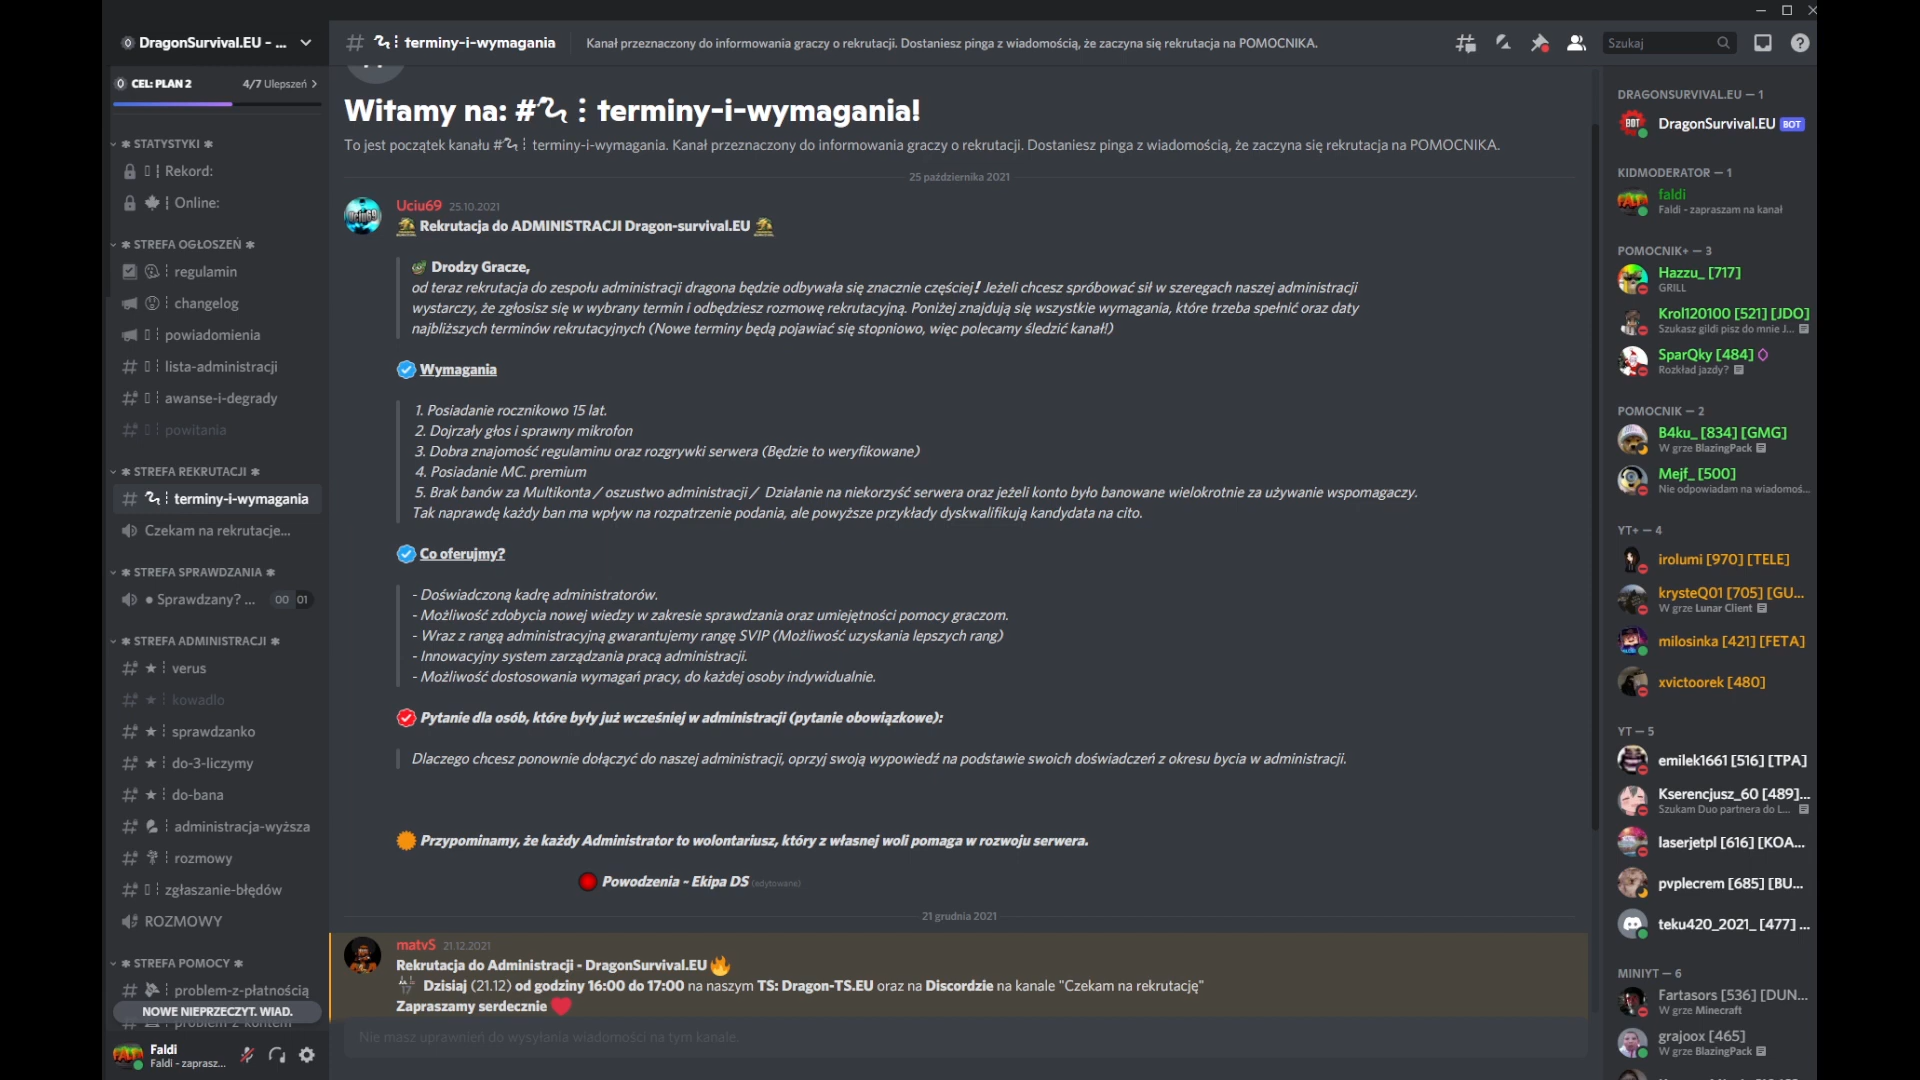 DragonSurvival.EU - ...
CEL: PLAN 2
4/7 Ulepszeń
STATYSTYKI
Rekord:
Online:
STREFA OGŁOSZEŃ
regulamin
changelog
powiadomienia
lista-administracji
awanse-i-degrady
powitania
STREFA REKRUTACJI
terminy-i-wymagania
Czekam na rekrutacje...
STREFA SPRAWDZANIA
Sprawdzany? ... 00 01
STREFA ADMINISTRACJI
verus
kowadlo
sprawdzanko
do-3-liczymy
do-bana
administracja-wyższa
rozmowy
zgłaszanie-błędów
ROZMOWY
STREFA POMOCY
problem-z-płatnością
NOWE NIEPRZECZYT. WIAD.
problem-z-kontem
Faldi
Faldi - zaprasz...
terminy-i-wymagania
Kanał przeznaczony do informowania graczy o rekrutacji. Dostaniesz pinga z wiadomością, że zaczyna się rekrutacja na POMOCNIKA.
Szukaj
Witamy na: # terminy-i-wymagania!
To jest początek kanału # terminy-i-wymagania. Kanał przeznaczony do informowania graczy o rekrutacji. Dostaniesz pinga z wiadomością, że zaczyna się rekrutacja na POMOCNIKA.
25 października 2021
Uciu69 25.10.2021
Rekrutacja do ADMINISTRACJI Dragon-survival.EU
Drodzy Gracze,
od teraz rekrutacja do zespołu administracji dragona będzie odbywała się znacznie częściej! Jeżeli chcesz spróbować sił w szeregach naszej administracji
wystarczy, że zgłosisz się w wybrany termin i odbędziesz rozmowę rekrutacyjną. Poniżej znajdują się wszystkie wymagania, które trzeba spełnić oraz daty
najbliższych terminów rekrutacyjnych (Nowe terminy będą pojawiać się stopniowo, więc polecamy śledzić kanał!)
Wymagania
1. Posiadanie rocznikowo 15 lat.
2. Dojrzały głos i sprawny mikrofon
3. Dobra znajomość regulaminu oraz rozgrywki serwera (Będzie to weryfikowane)
4. Posiadanie MC. premium
5. Brak banów za Multikonta / oszustwo administracji / Działanie na niekorzyść serwera oraz jeżeli konto było banowane wielokrotnie za używanie wspomagaczy.
Tak naprawdę każdy ban ma wpływ na rozpatrzenie podania, ale powyższe przykłady dyskwalifikują kandydata na cito.
Co oferujmy?
- Doświadczoną kadrę administratorów.
- Możliwość zdobycia nowej wiedzy w zakresie sprawdzania oraz umiejętności pomocy graczom.
- Wraz z rangą administracyjną gwarantujemy rangę SVIP (Możliwość uzyskania lepszych rang)
- Innowacyjny system zarządzania pracą administracji.
- Możliwość dostosowania wymagań pracy, do każdej osoby indywidualnie.
Pytanie dla osób, które były już wcześniej w administracji (pytanie obowiązkowe):
Dlaczego chcesz ponownie dołączyć do naszej administracji, oprzyj swoją wypowiedź na podstawie swoich doświadczeń z okresu bycia w administracji.
Przypominamy, że każdy Administrator to wolontariusz, który z własnej woli pomaga w rozwoju serwera.
Powodzenia - Ekipa DS (edytowane)
21 grudnia 2021
matvS 21.12.2021
Rekrutacja do Administracji - DragonSurvival.EU
Dzisiaj (21.12) od godziny 16:00 do 17:00 na naszym TS: Dragon-TS.EU oraz na Discordzie na kanale "Czekam na rekrutację"
Zapraszamy serdecznie
Nie masz uprawnień do wysyłania wiadomości na tym kanale.
DRAGONSURVIVAL.EU — 1
BOT DragonSurvival.EU BOT
KIDMODERATOR — 1
faldi
Faldi - zapraszam na kanał
POMOCNIK+ — 3
Hazzu_ [717]
GRILL
Krol120100 [521] [JDO]
Szukasz gildi pisz do mnie J...
SparQky [484]
Rozkład jazdy?
POMOCNIK — 2
B4ku_ [834] [GMG]
W grze BlazingPack
Mejf_ [500]
Nie odpowiadam na wiadomoś...
YT+ — 4
irolumi [970] [TELE]
krysteQ01 [705] [GU...
W grze Lunar Client
milosinka [421] [FETA]
xvictoorek [480]
YT — 5
emilek1661 [516] [TPA]
Kserencjusz_60 [489]...
Szukam Duo partnera do L...
laserjetpl [616] [KOA...
pvplecrem [685] [BU...
teku420_2021_ [477] ...
MINIYT — 6
Fartasors [536] [DUN...
W grze Minecraft
grajoox [465]
W grze BlazingPack